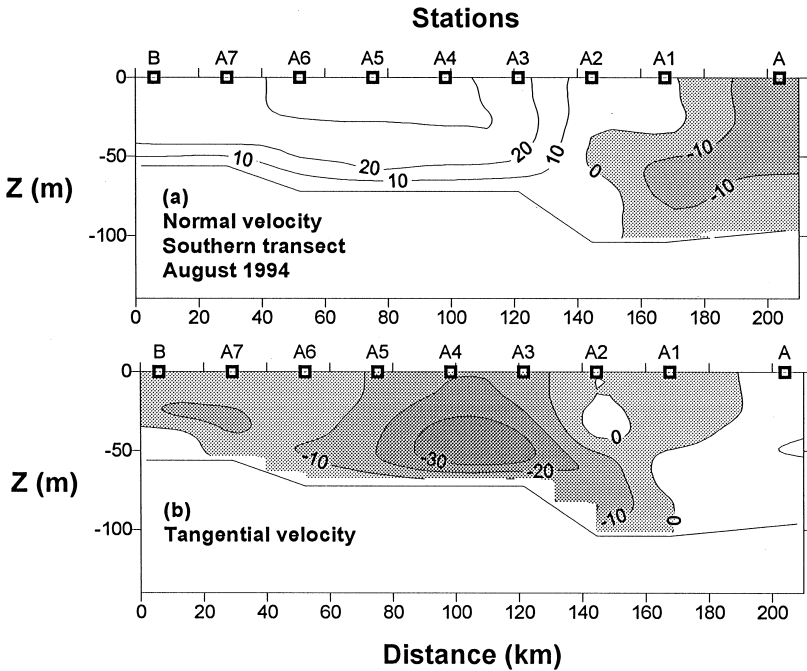 Stations
B A7 A6 A5 A4 A3 A2 A1 A
0
-50
-100
Z (m)
10
20
10
20
10
0
-10
-10
(a)
Normal velocity
Southern transect
August 1994
0 20 40 60 80 100 120 140 160 180 200
B A7 A6 A5 A4 A3 A2 A1 A
0
-50
-100
Z (m)
0
-10
-30
-20
-10
0
(b)
Tangential velocity
0 20 40 60 80 100 120 140 160 180 200
Distance (km)